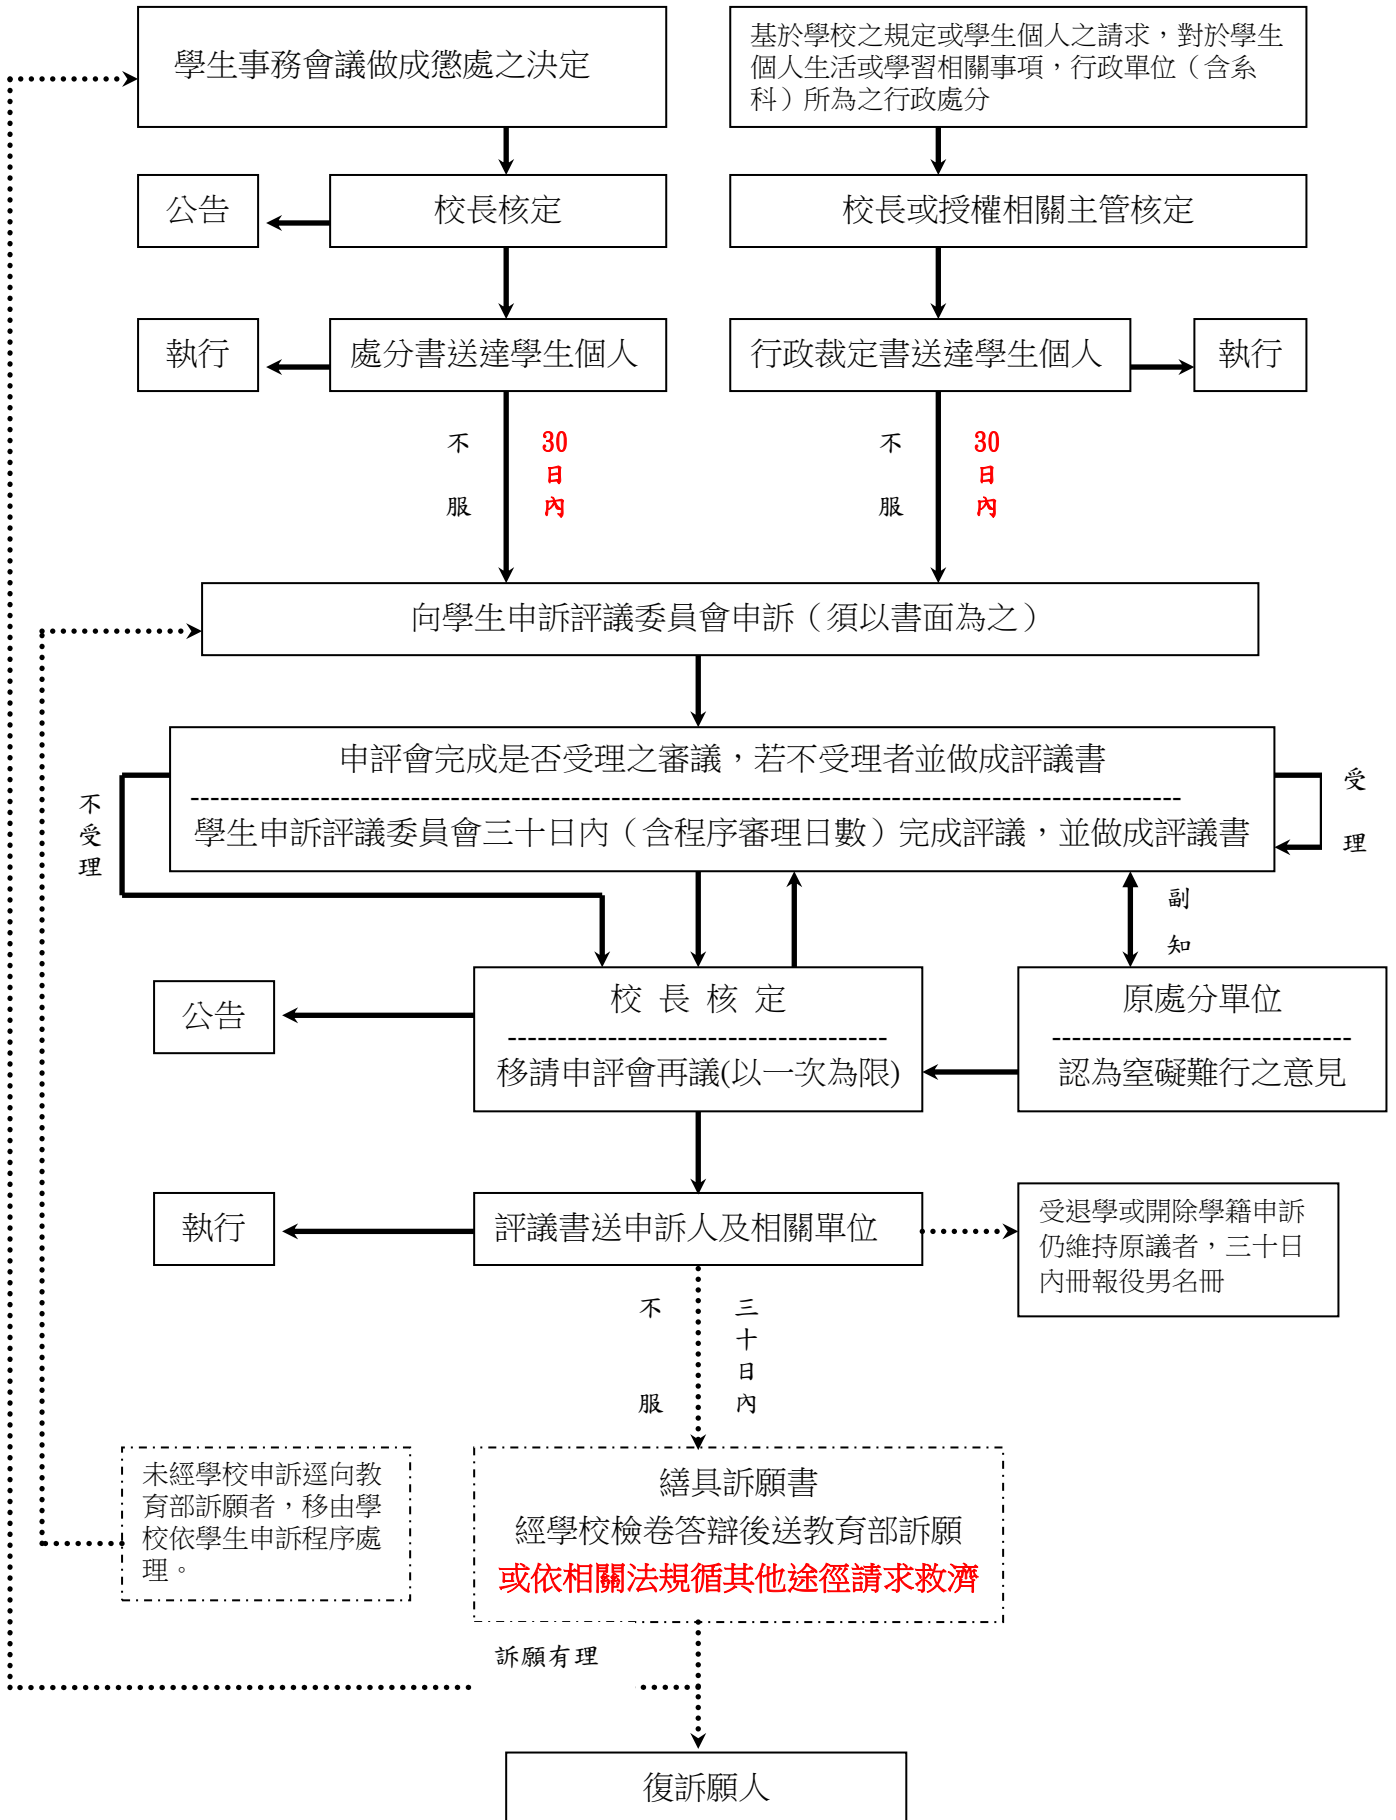 學生事務會議做成懲處之決定
基於學校之規定或學生個人之請求，對於學生
個人生活或學習相關事項，行政單位（含系
科）所為之行政處分
公告
校長核定
校長或授權相關主管核定
執行
處分書送達學生個人
行政裁定書送達學生個人
執行
不服
30日內
不服
30日內
向學生申訴評議委員會申訴（須以書面為之）
申評會完成是否受理之審議，若不受理者並做成評議書
學生申訴評議委員會三十日內（含程序審理日數）完成評議，並做成評議書
不受理
受理
副知
公告
校長核定
移請申評會再議(以一次為限)
原處分單位
認為窒礙難行之意見
執行
評議書送申訴人及相關單位
受退學或開除學籍申訴
仍維持原議者，三十日
內冊報役男名冊
不服
三十日內
未經學校申訴逕向教
育部訴願者，移由學
校依學生申訴程序處
理。
繕具訴願書
經學校檢卷答辯後送教育部訴願
或依相關法規循其他途徑請求救濟
訴願有理
復訴願人